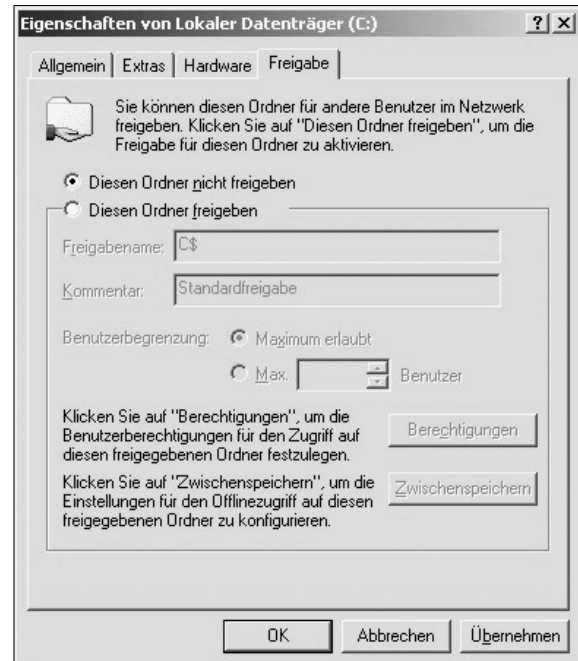 Eigenschaften von Lokaler Datenträger (C:)
Allgemein Extras Hardware Freigabe
Sie können diesen Ordner für andere Benutzer im Netzwerk
freigeben. Klicken Sie auf "Diesen Ordner freigeben", um die
Freigabe für diesen Ordner zu aktivieren.
Diesen Ordner nicht freigeben
Diesen Ordner freigeben
Freigabename: C$
Kommentar: Standardfreigabe
Benutzerbegrenzung: Maximum erlaubt
Max. Benutzer
Klicken Sie auf "Berechtigungen", um die
Benutzerberechtigungen für den Zugriff auf
diesen freigegebenen Ordner festzulegen.
Berechtigungen
Klicken Sie auf "Zwischenspeichern", um die
Einstellungen für den Offlinezugriff auf diesen
freigegebenen Ordner zu konfigurieren.
Zwischenspeichern
OK Abbrechen Übernehmen